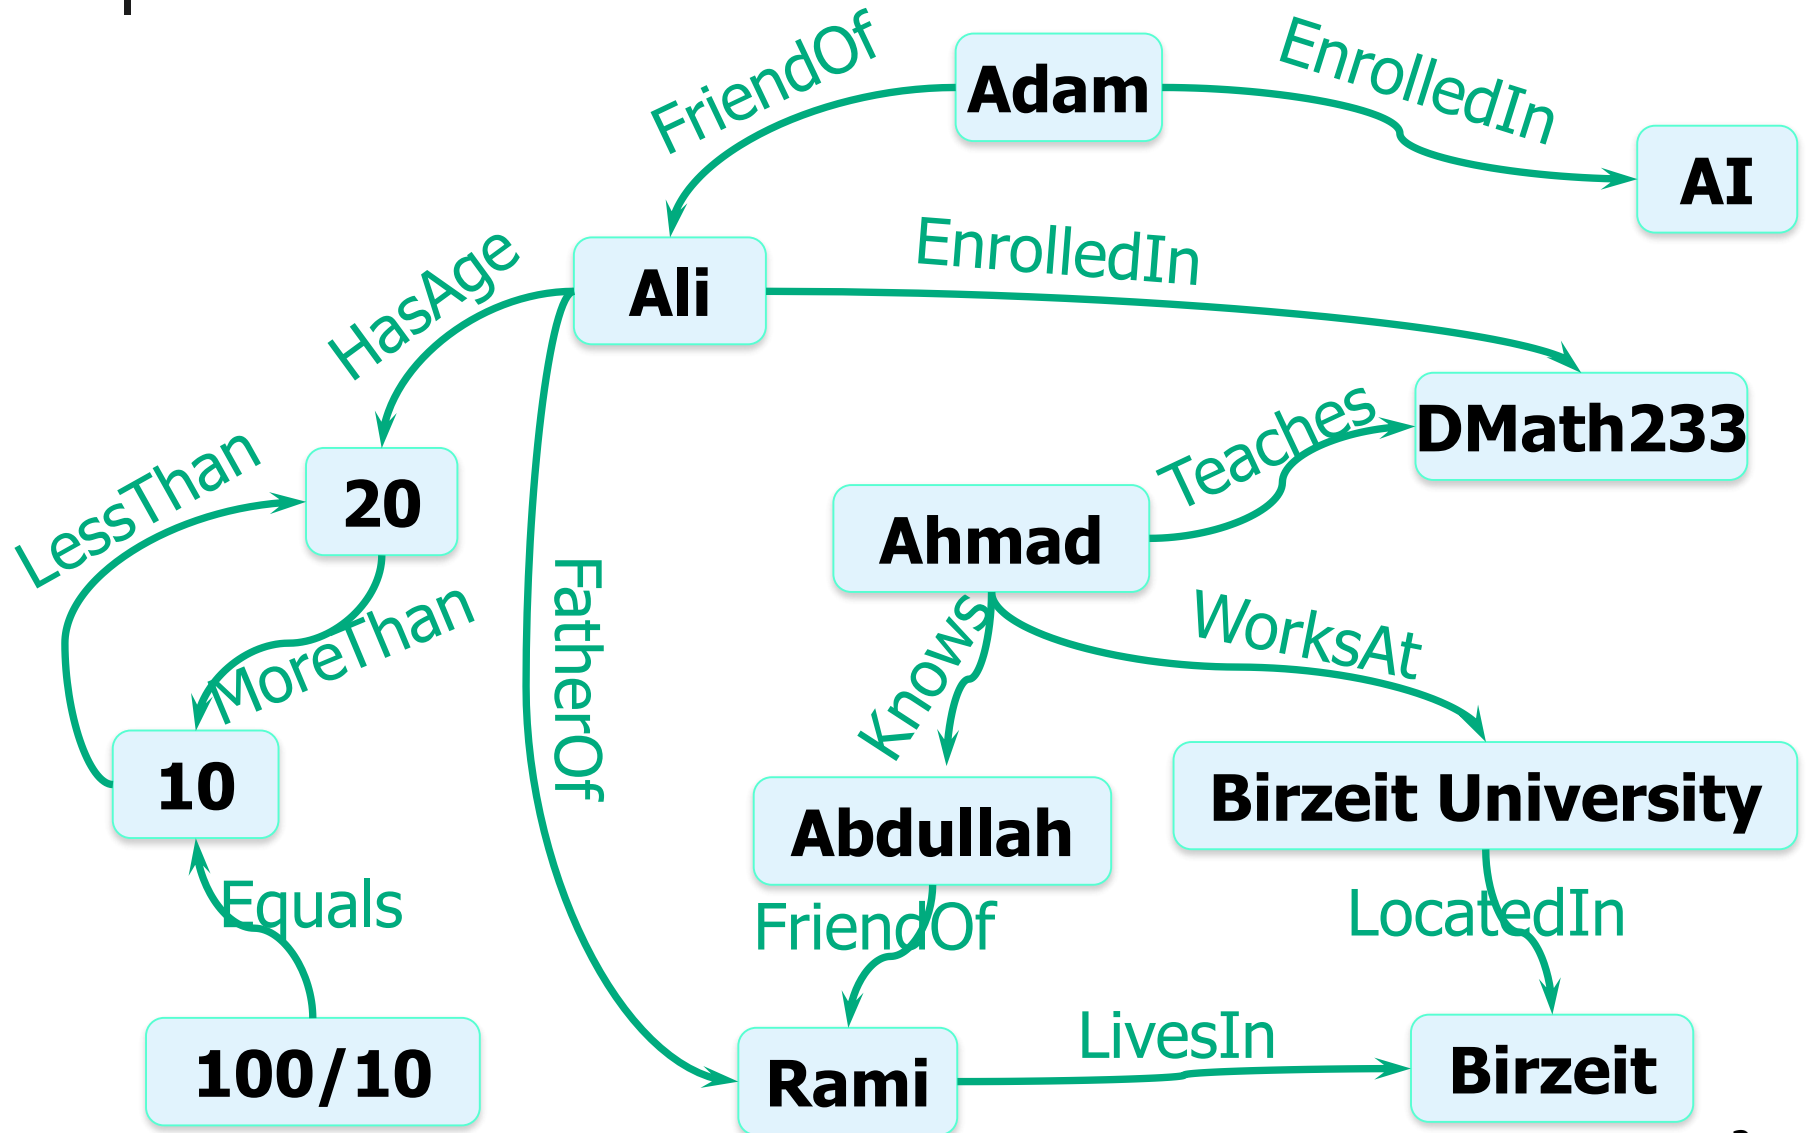 FriendOf
Adam
EnrolledIn
AI
HasAge
Ali
EnrolledIn
LessThan
20
Teaches
DMath233
Ahmad
MoreThan
FatherOf
Knows
WorksAt
10
Abdullah
Birzeit University
Equals
FriendOf
LocatedIn
100/10
Rami
LivesIn
Birzeit